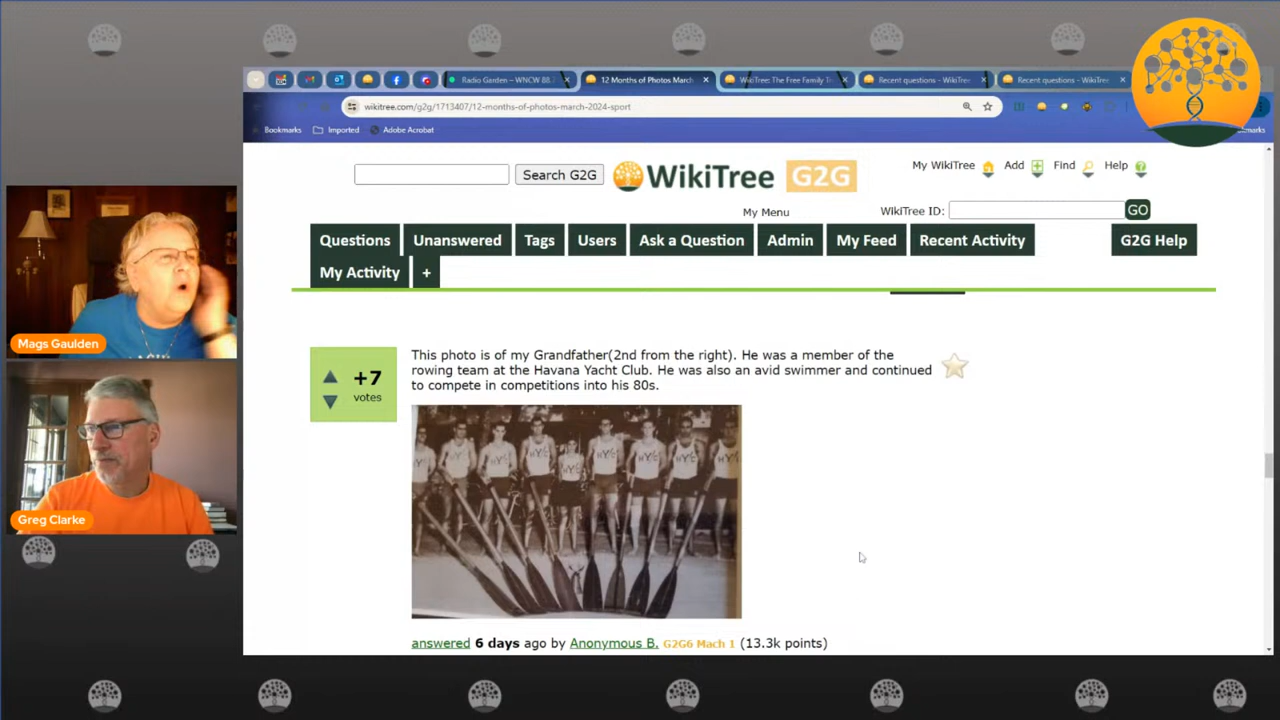 Radio Garden – WNCW 88.
12 Months of Photos March
WikiTree: The Free Family Tr
Recent questions - WikiTree
Recent questions - WikiTree
wikitree.com/g2g/1713407/12-months-of-photos-march-2024-sport
Bookmarks
Imported
Adobe Acrobat
Search G2G
WikiTree G2G
My WikiTree
Add
Find
Help
My Menu
WikiTree ID:
GO
Questions
Unanswered
Tags
Users
Ask a Question
Admin
My Feed
Recent Activity
G2G Help
My Activity
+
Mags Gaulden
+7
votes
This photo is of my Grandfather(2nd from the right). He was a member of the
rowing team at the Havana Yacht Club. He was also an avid swimmer and continued
to compete in competitions into his 80s.
HYC
Greg Clarke
answered 6 days ago by Anonymous B. G2G6 Mach 1 (13.3k points)